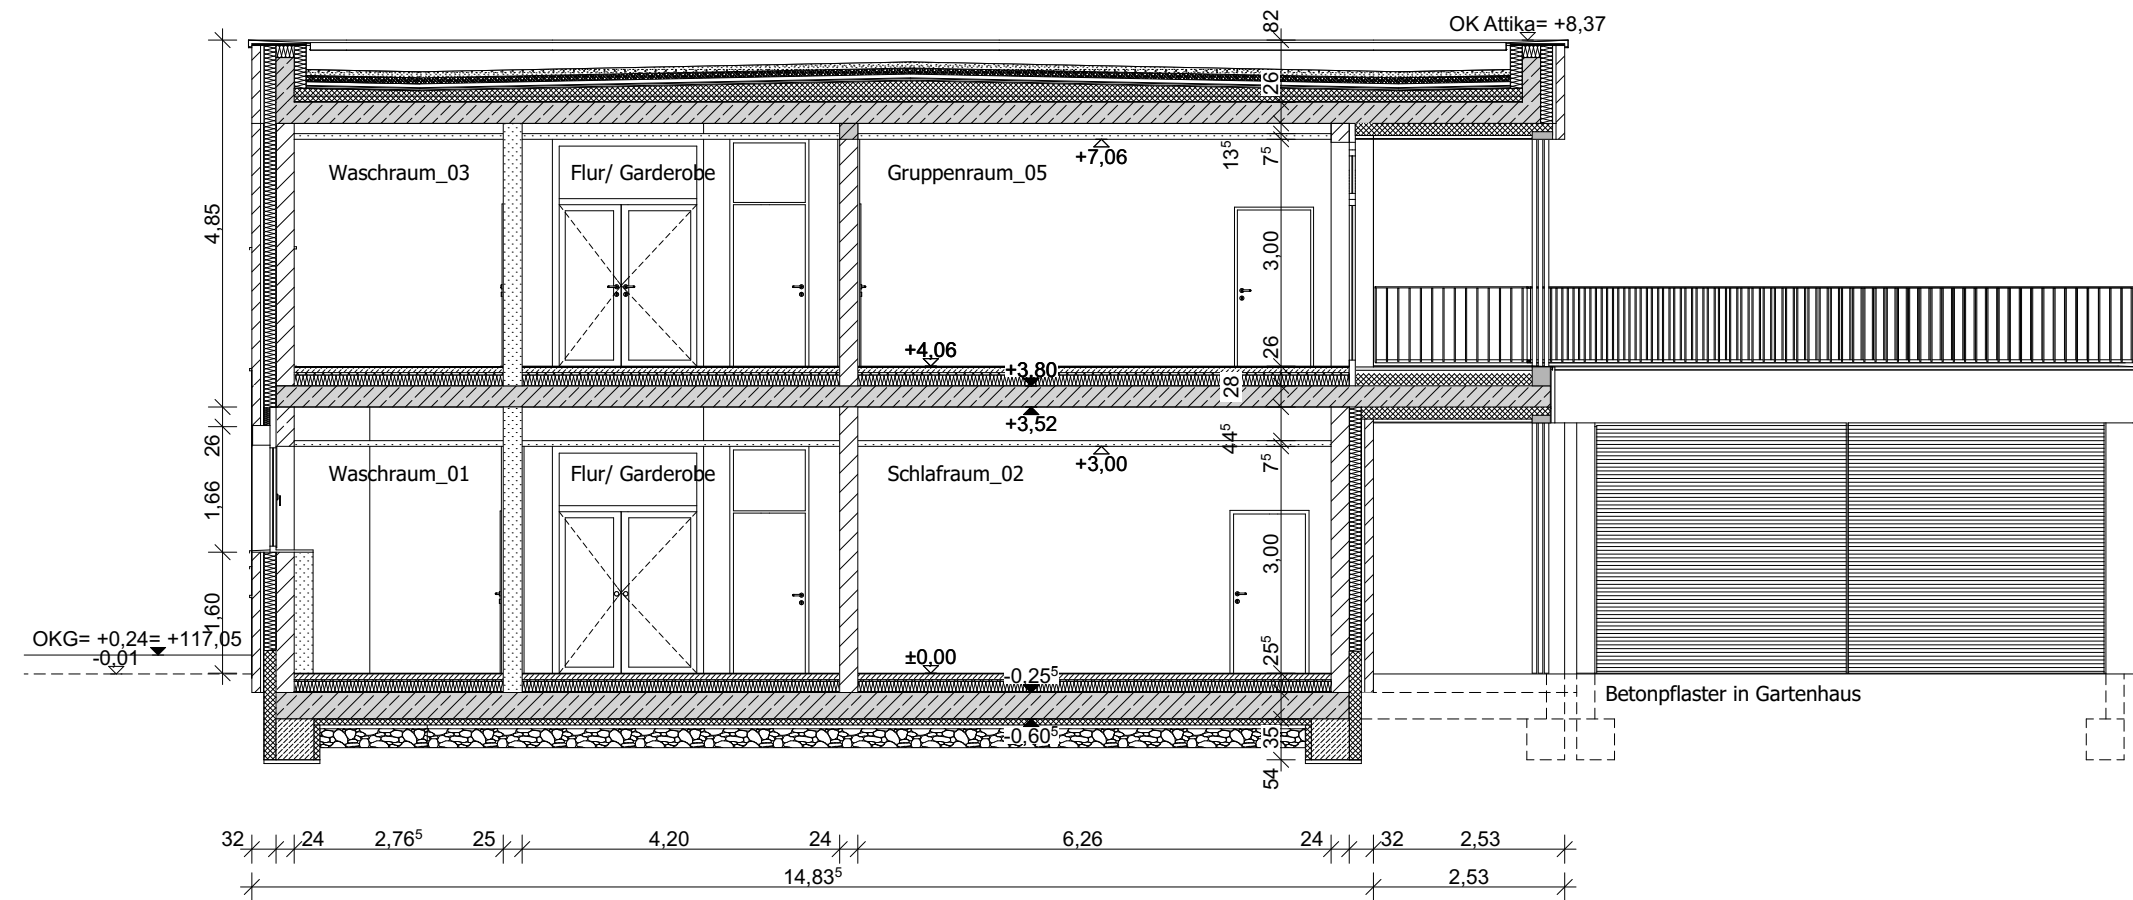 OK Attika= +8,37
82
26
+7,06
13⁵
7⁵
Waschraum_03
Flur/ Garderobe
Gruppenraum_05
4,85
3,00
+4,06
26
+3,80
28
+3,52
26
44⁵
7⁵
+3,00
Waschraum_01
Flur/ Garderobe
Schlafraum_02
1,66
3,00
1,60
OKG= +0,24= +117,05
-0,01
±0,00
25⁵
-0,25⁵
Betonpflaster in Gartenhaus
-0,60⁵
35
54
32 24 2,76⁵ 25 4,20 24 6,26 24 32 2,53
14,83⁵ 2,53